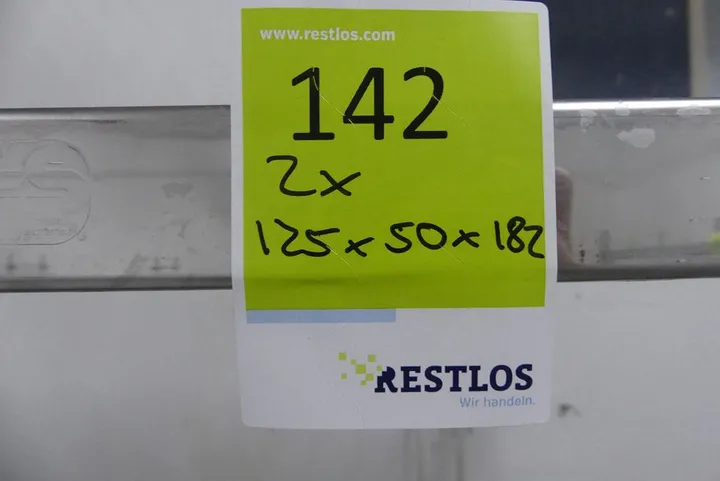 www.restlos.com
142
2x
125x50x182
RESTLOS
Wir handeln.